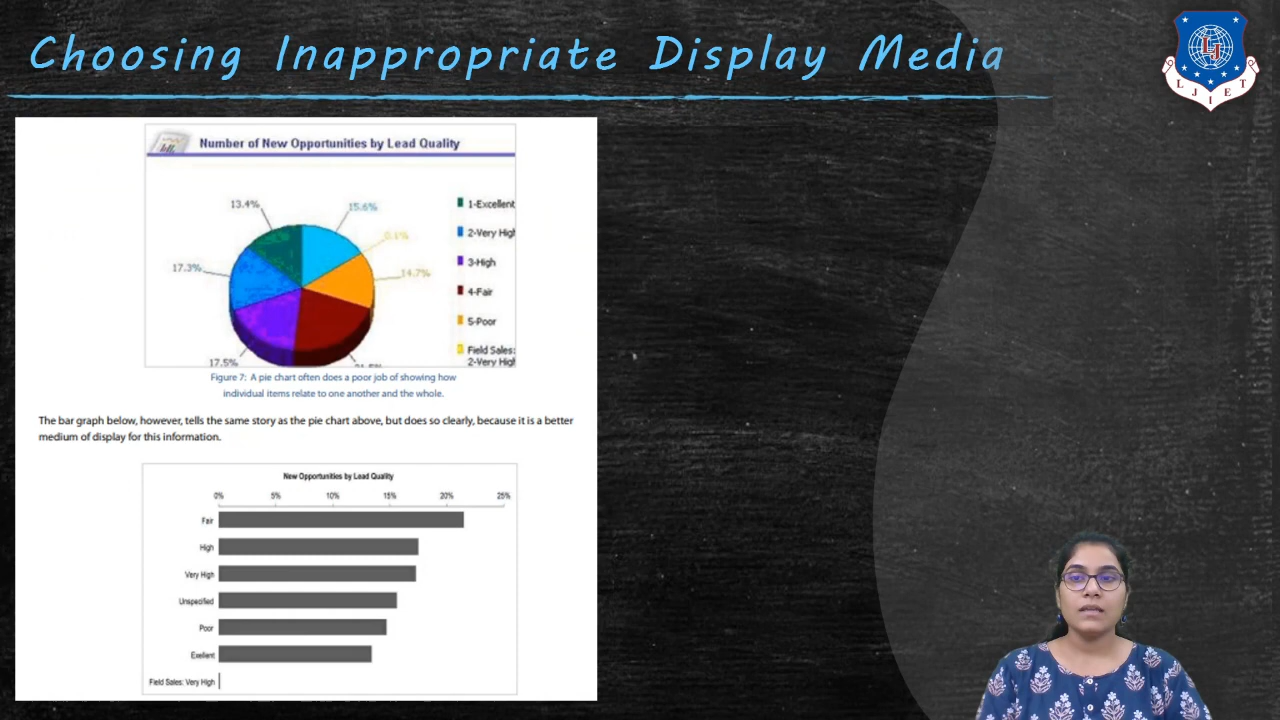 Choosing Inappropriate Display Media
LJ
LJIET
Number of New Opportunities by Lead Quality
13.4%
15.6%
0.1%
14.7%
17.3%
17.5%
1-Excellent
2-Very High
3-High
4-Fair
5-Poor
Field Sales:
2-Very High
Figure 7: A pie chart often does a poor job of showing how
individual items relate to one another and the whole.
The bar graph below, however, tells the same story as the pie chart above, but does so clearly, because it is a better
medium of display for this information.
New Opportunities by Lead Quality
0% 5% 10% 15% 20% 25%
Fair
High
Very High
Unspecified
Poor
Exellent
Field Sales: Very High